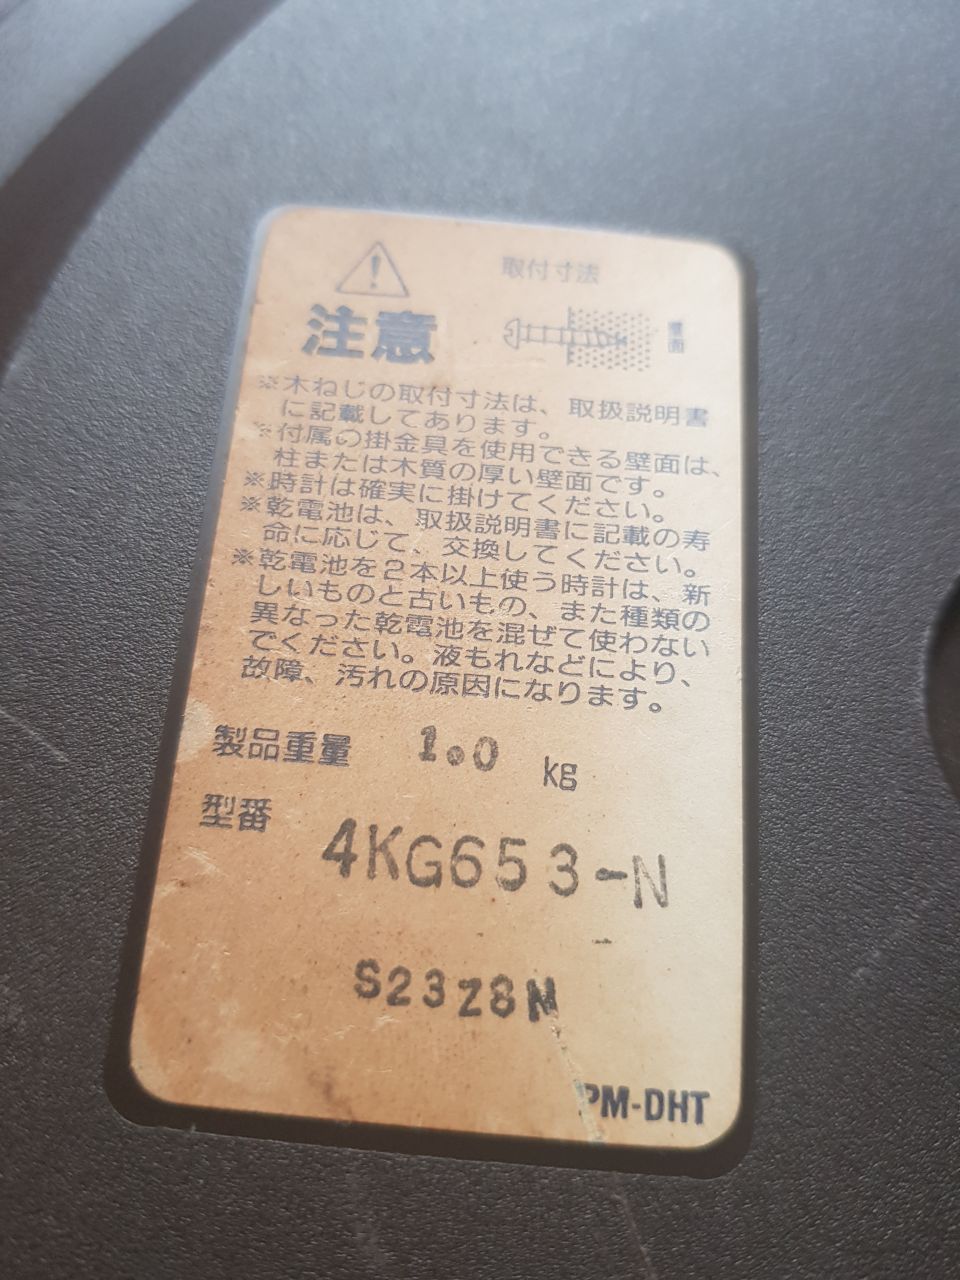 取付寸法
注意
壁面
※木ねじの取付寸法は、取扱説明書
に記載してあります。
※付属の掛金具を使用できる壁面は、
柱または木質の厚い壁面です。
※時計は確実に掛けてください。
※乾電池は、取扱説明書に記載の寿
命に応じて、交換してください。
※乾電池を2本以上使う時計は、新
しいものと古いもの、また種類の
異なった乾電池を混ぜて使わない
でください。液もれなどにより、
故障、汚れの原因になります。
製品重量 1.0 kg
型番
4KG653-N
S23Z8N
PM-DHT